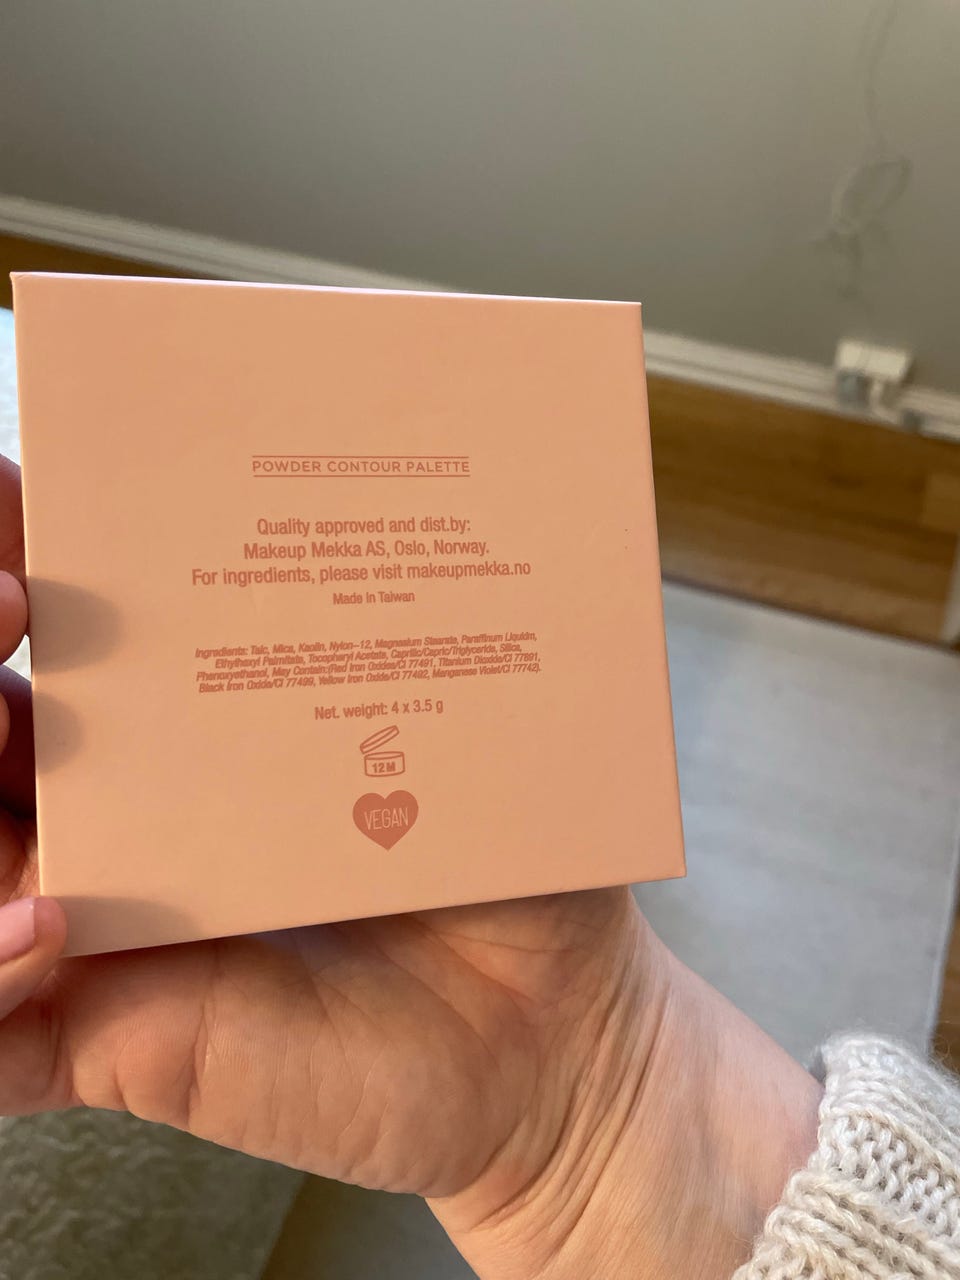 POWDER CONTOUR PALETTE
Quality approved and dist.by:
Makeup Mekka AS, Oslo, Norway.
For ingredients, please visit makeupmekka.no
Made In Taiwan
Ingredients: Talc, Mica, Kaolin, Nylon-12, Magnesium Stearate, Paraffinum Liquidm,
Ethylhexyl Palmitate, Tocopheryl Acetate, Caprilic/Capric/Triglyceride, Silica,
Phenoxyethanol, May Contain:(Red Iron Oxides/CI 77491, Titanium Dioxide/CI 77891,
Black Iron Oxide/CI 77499, Yellow Iron Oxide/CI 77492, Manganese Violet/CI 77742).
Net. weight: 4 x 3.5 g
12M
VEGAN